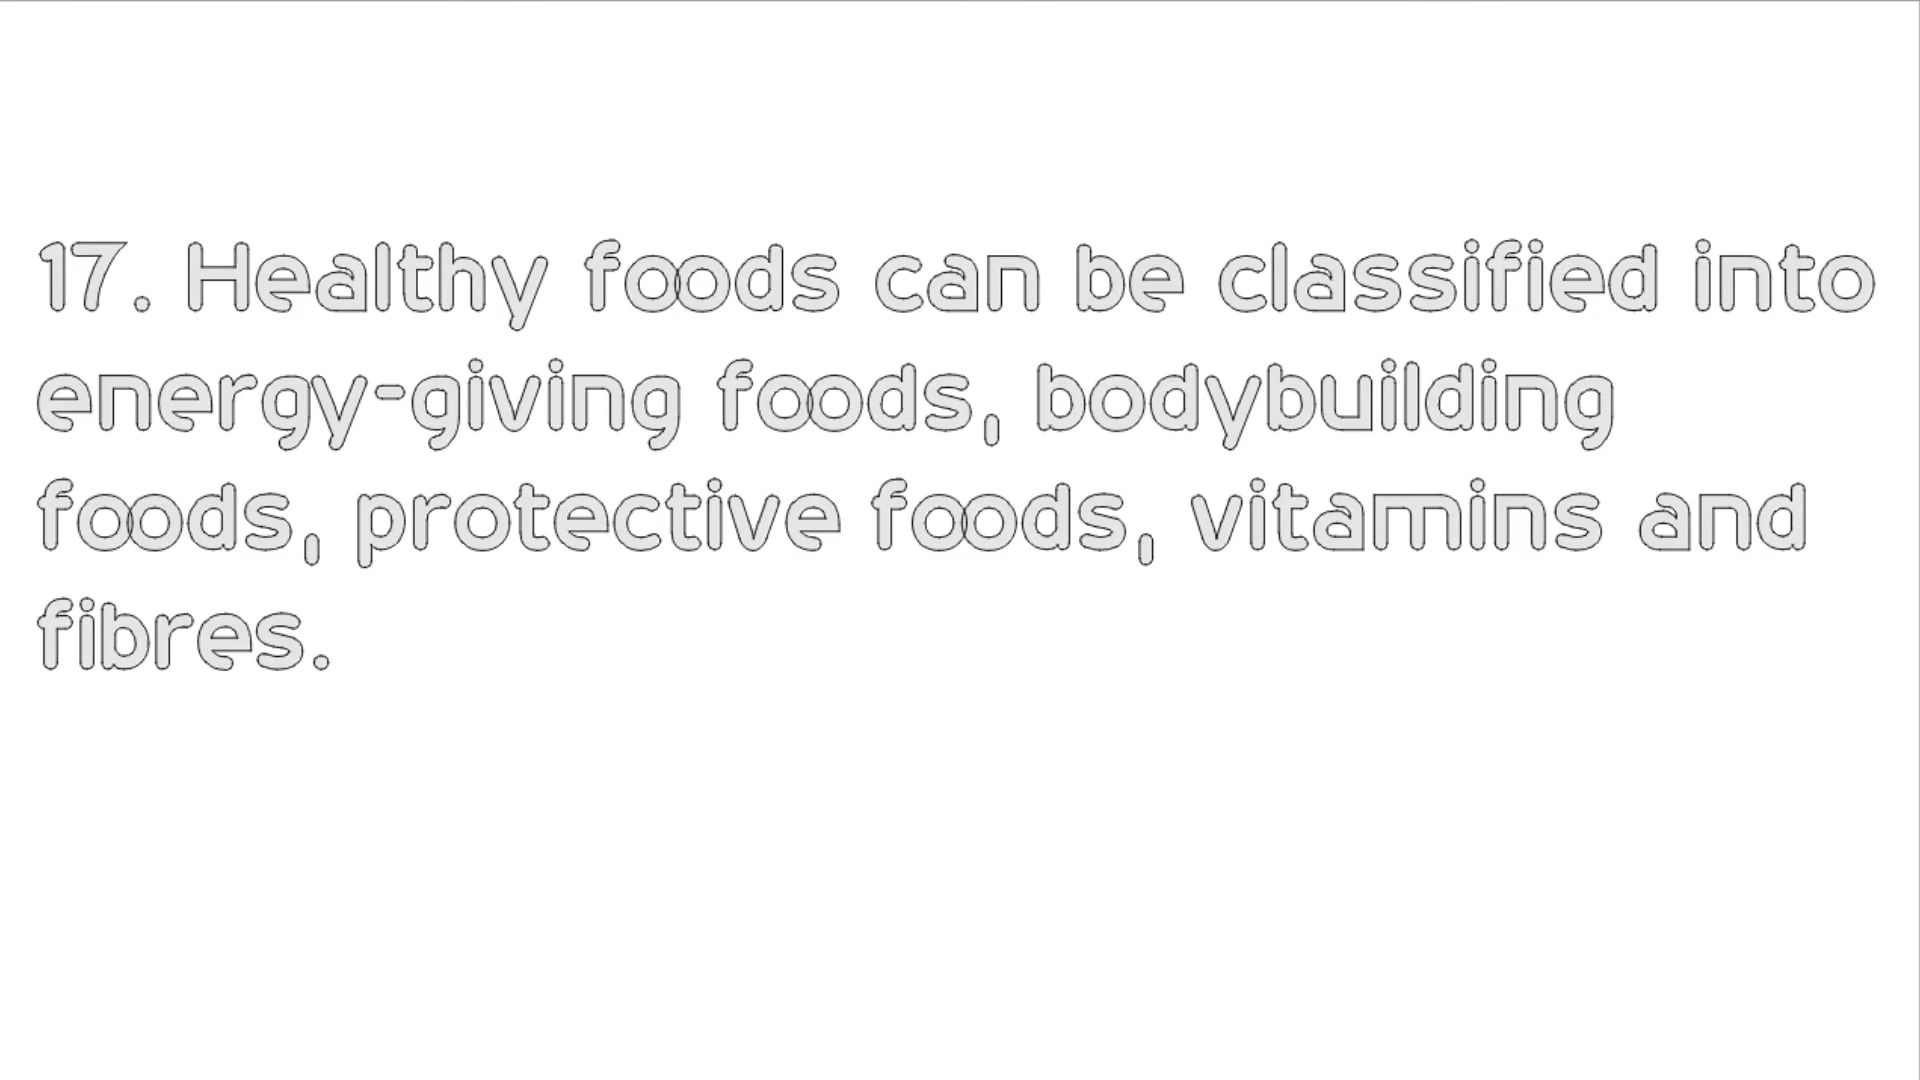 17. Healthy foods can be classified into
energy-giving foods, bodybuilding
foods, protective foods, vitamins and
fibres.